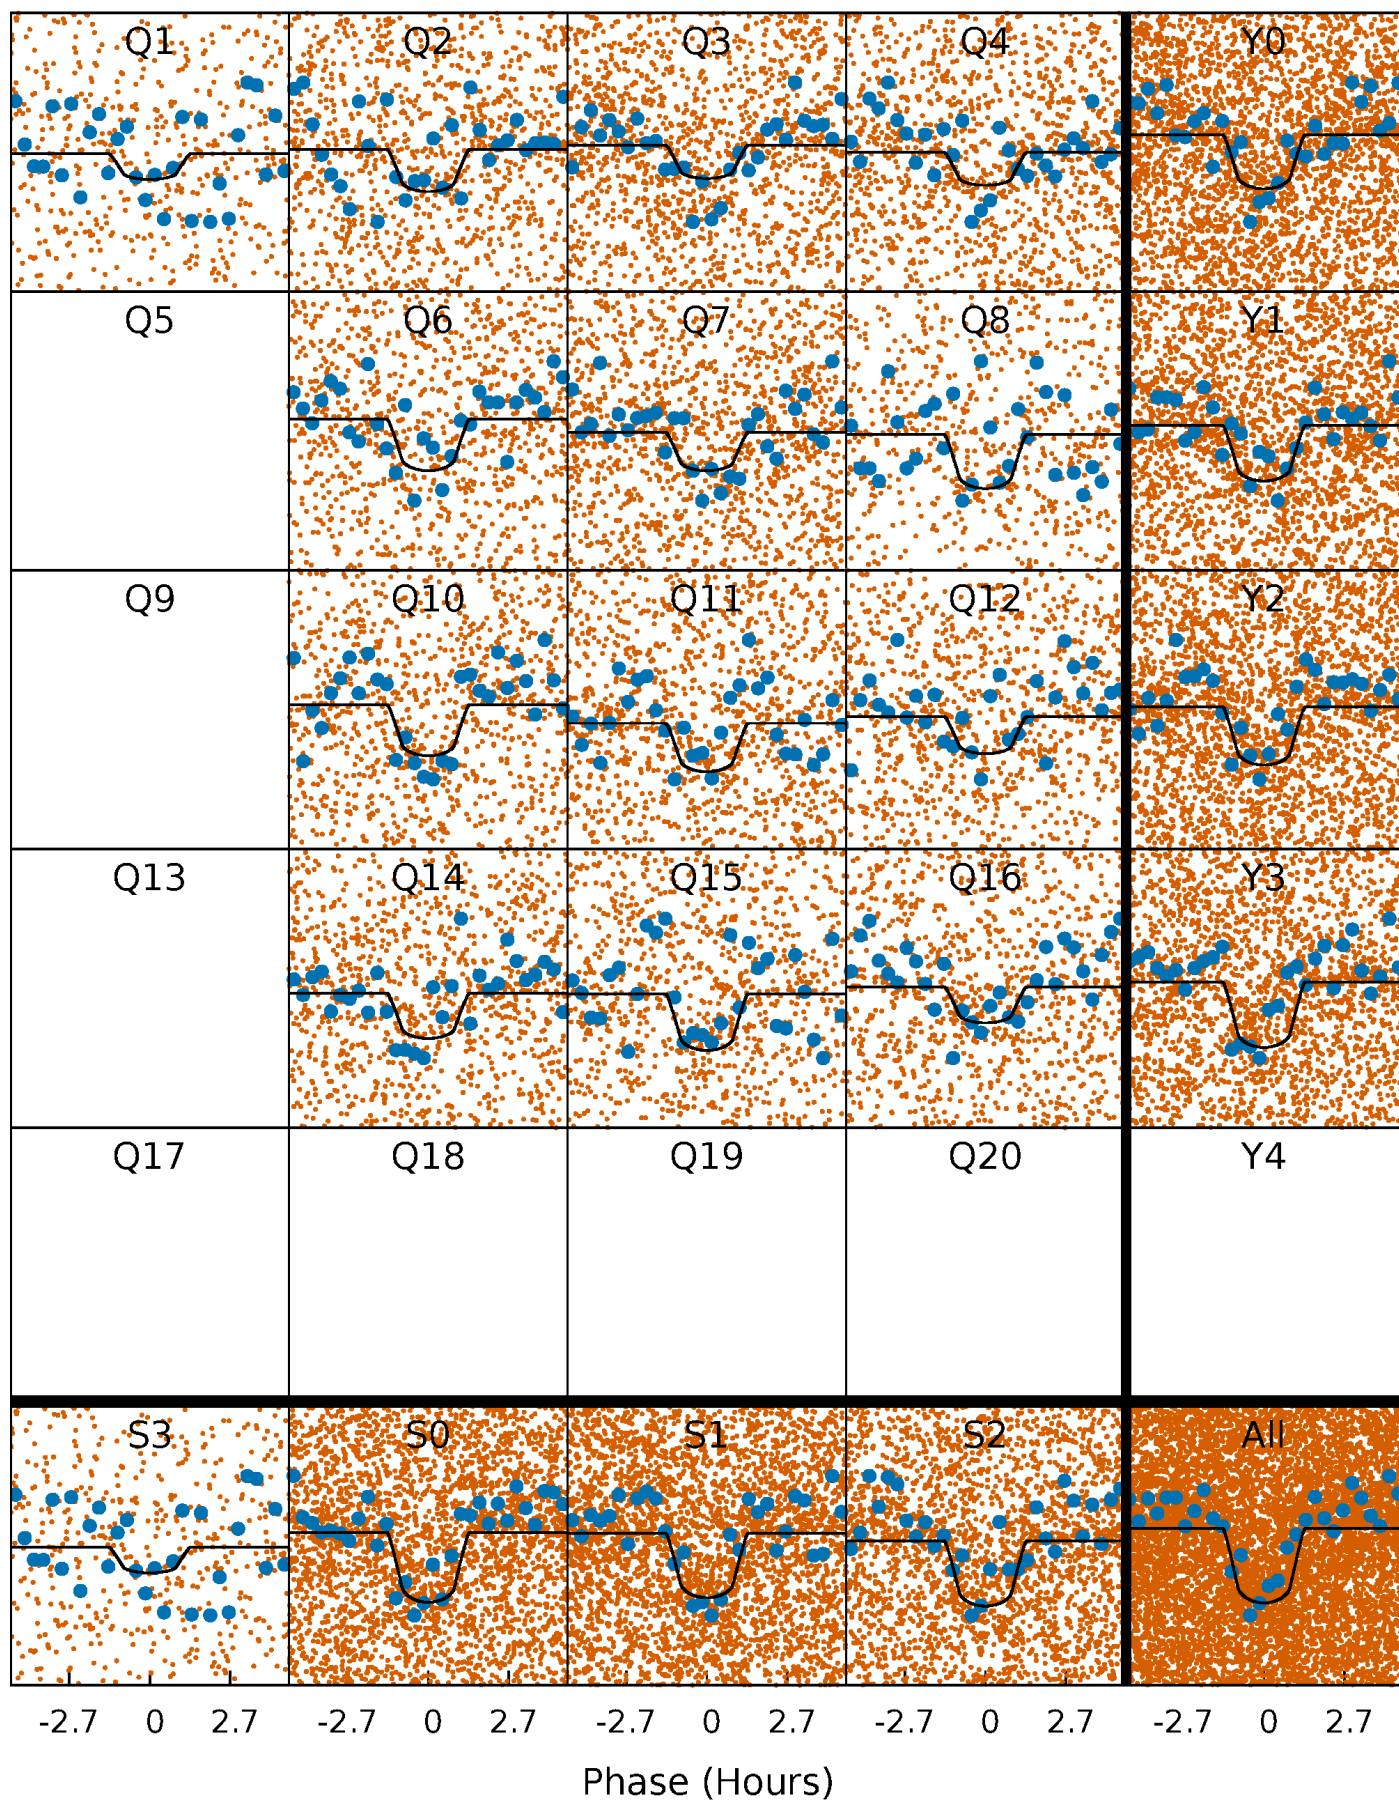 Q1 Q2 Q3 Q4 Y0
Q5 Q6 Q7 Q8 Y1
Q9 Q10 Q11 Q12 Y2
Q13 Q14 Q15 Q16 Y3
Q17 Q18 Q19 Q20 Y4
S3 S0 S1 S2 All
-2.7 0 2.7 -2.7 0 2.7 -2.7 0 2.7 -2.7 0 2.7 -2.7 0 2.7
Phase (Hours)